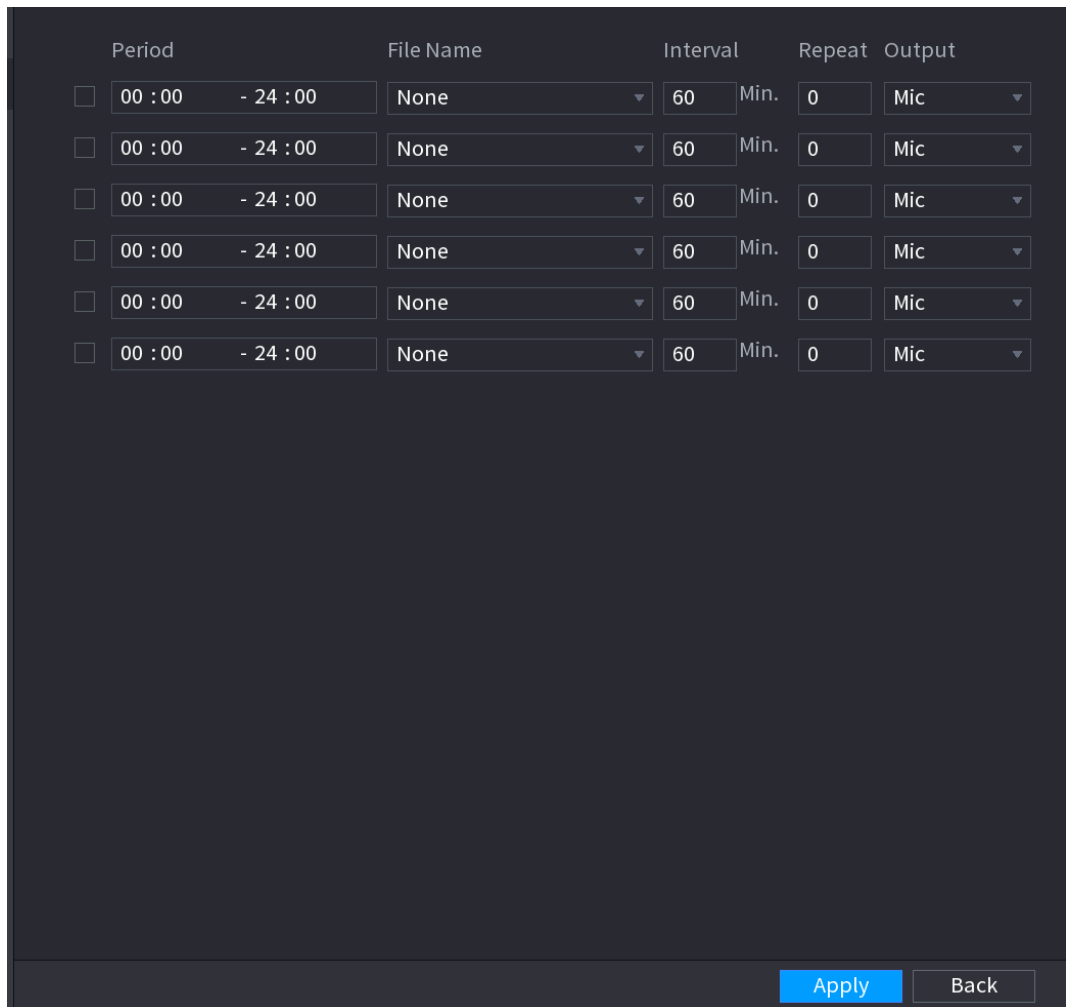 Period File Name Interval Repeat Output
00 : 00 - 24 : 00 None 60 Min. 0 Mic
00 : 00 - 24 : 00 None 60 Min. 0 Mic
00 : 00 - 24 : 00 None 60 Min. 0 Mic
00 : 00 - 24 : 00 None 60 Min. 0 Mic
00 : 00 - 24 : 00 None 60 Min. 0 Mic
00 : 00 - 24 : 00 None 60 Min. 0 Mic
Apply Back